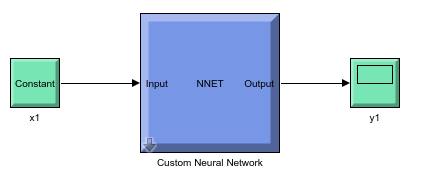 Constant
x1
Input
NNET
Output
Custom Neural Network
y1